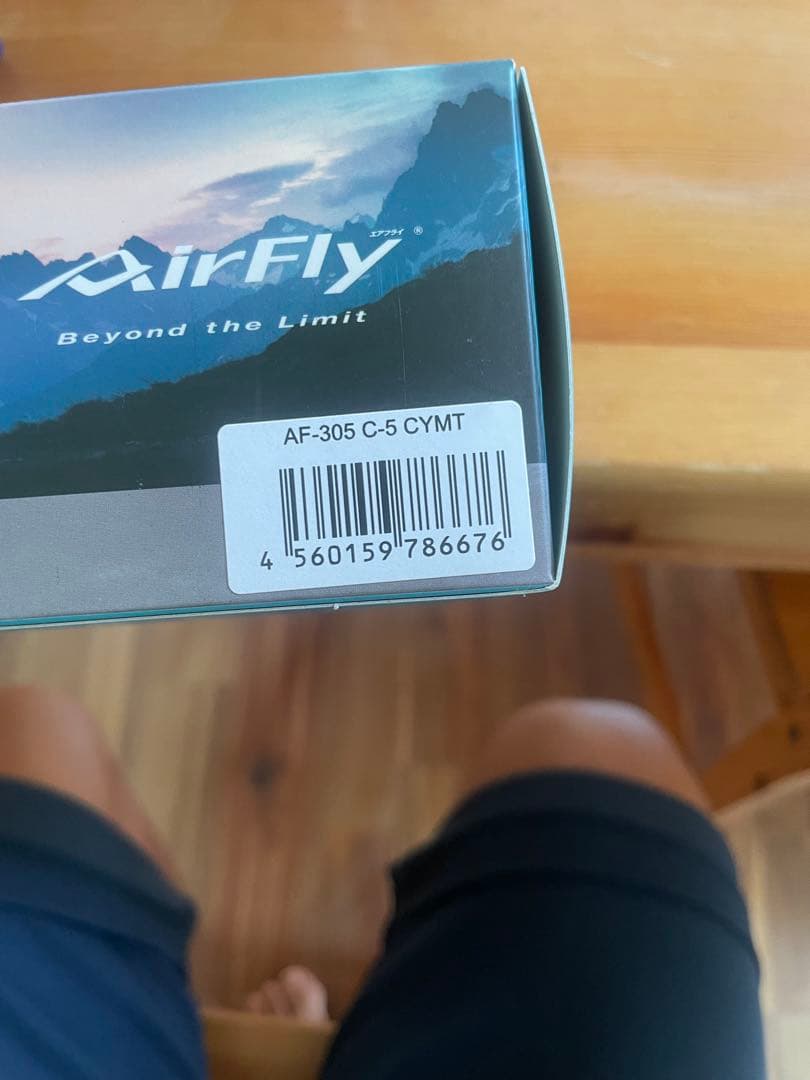 エアフライ
AirFly®
Beyond the Limit
AF-305 C-5 CYMT
4 560159 786676